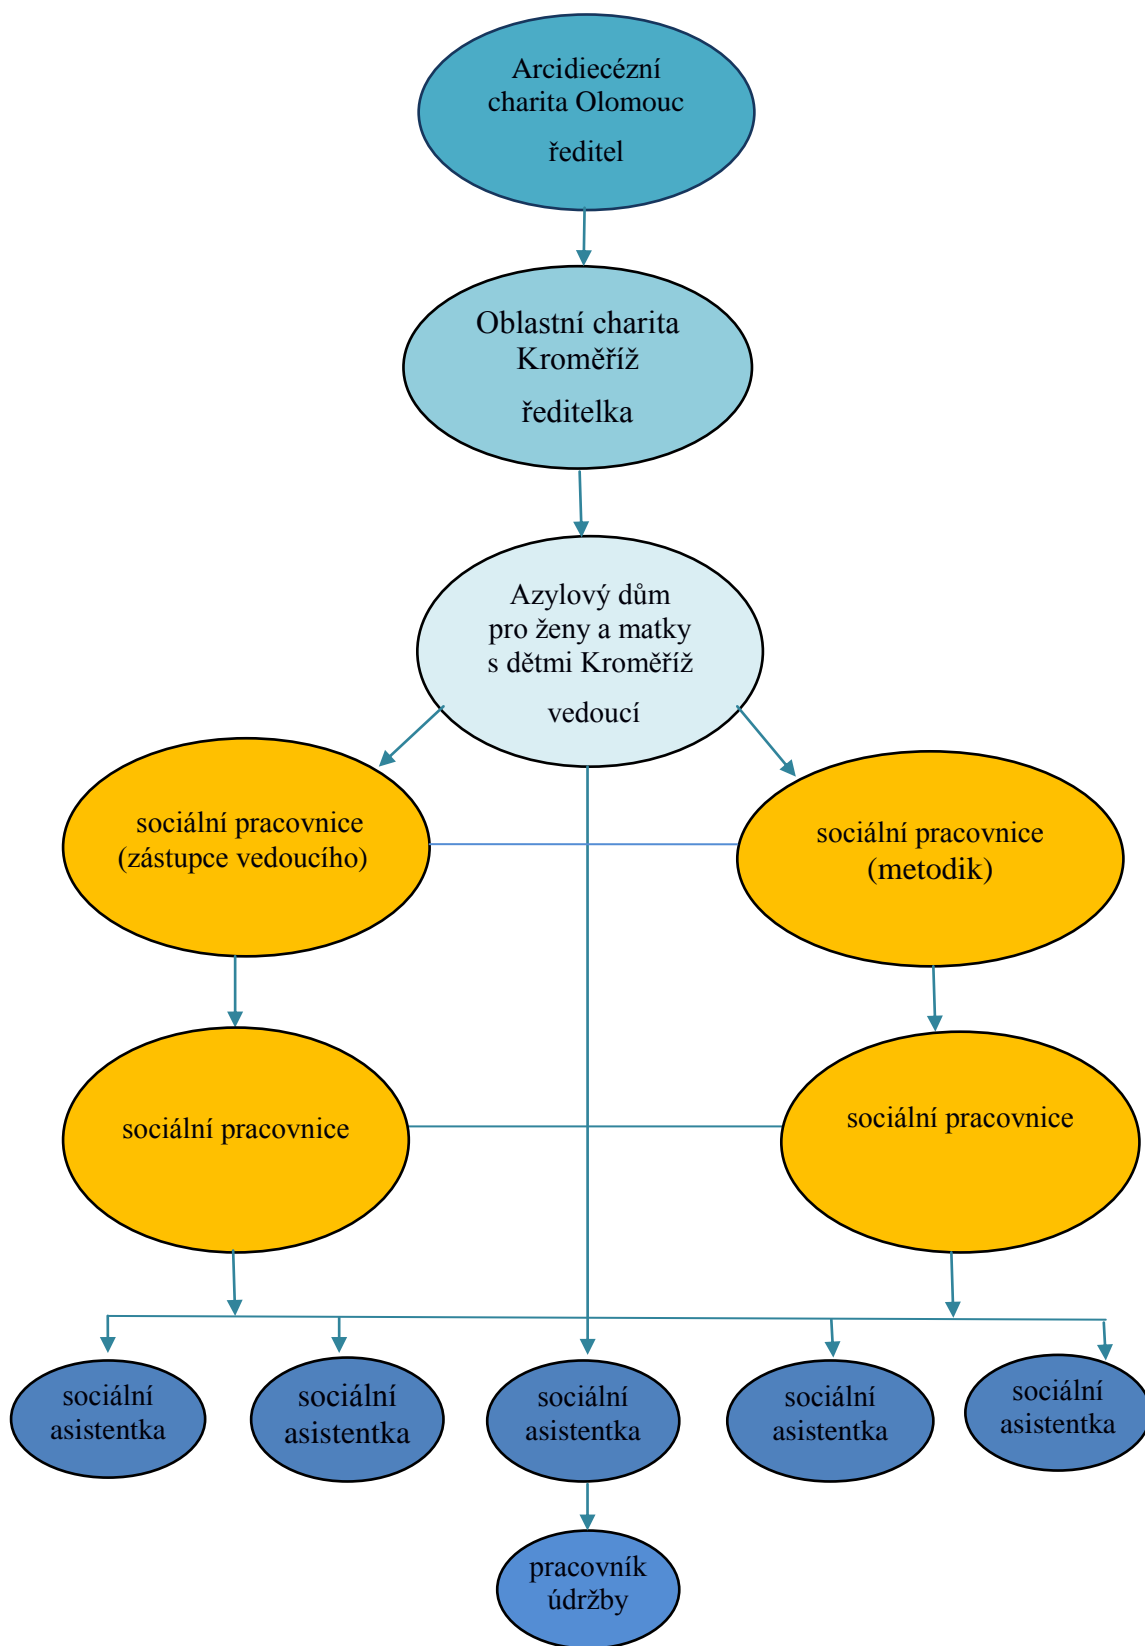 Arcidiecézní
charita Olomouc
ředitel
Oblastní charita
Kroměříž
ředitelka
Azylový dům
pro ženy a matky
s dětmi Kroměříž
vedoucí
sociální pracovnice
(zástupce vedoucího)
sociální pracovnice
(metodik)
sociální pracovnice
sociální pracovnice
sociální
asistentka
sociální
asistentka
sociální
asistentka
sociální
asistentka
sociální
asistentka
pracovník
údržby